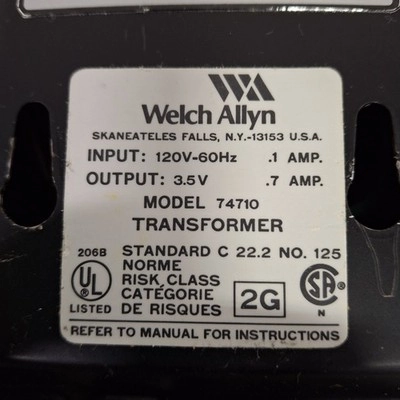 WA
Welch Allyn
SKANEATELES FALLS, N.Y.-13153 U.S.A.
INPUT: 120V-60Hz .1 AMP.
OUTPUT: 3.5V .7 AMP.
MODEL 74710
TRANSFORMER
206B
UL
LISTED
STANDARD C 22.2 NO. 125
NORME
RISK CLASS
CATÉGORIE
DE RISQUES
2G
SA
N
REFER TO MANUAL FOR INSTRUCTIONS